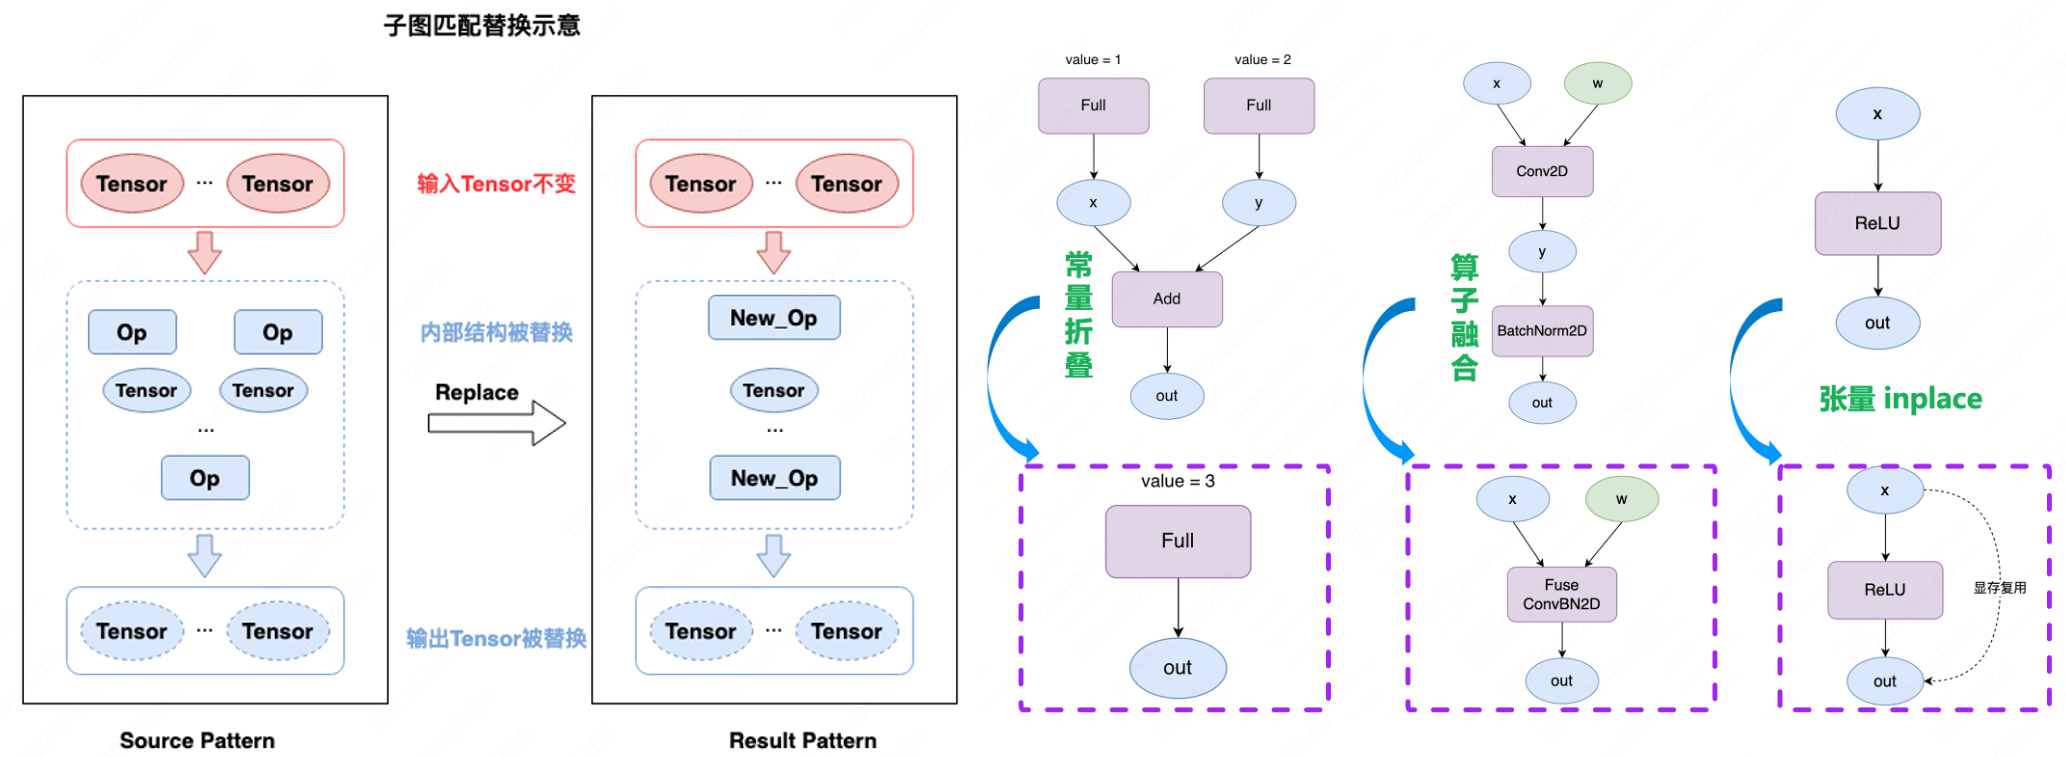 子图匹配替换示意
Tensor ... Tensor
Op Op
Tensor Tensor
...
Op
Tensor ... Tensor
Source Pattern
输入Tensor不变
内部结构被替换
Replace
输出Tensor被替换
Tensor ... Tensor
New_Op
Tensor
...
New_Op
Tensor ... Tensor
Result Pattern
value = 1 value = 2
Full Full
x y
常量折叠
Add
out
value = 3
Full
out
x w
Conv2D
y
算子融合
BatchNorm2D
out
x w
Fuse
ConvBN2D
out
x
ReLU
out
张量 inplace
x
ReLU
显存复用
out